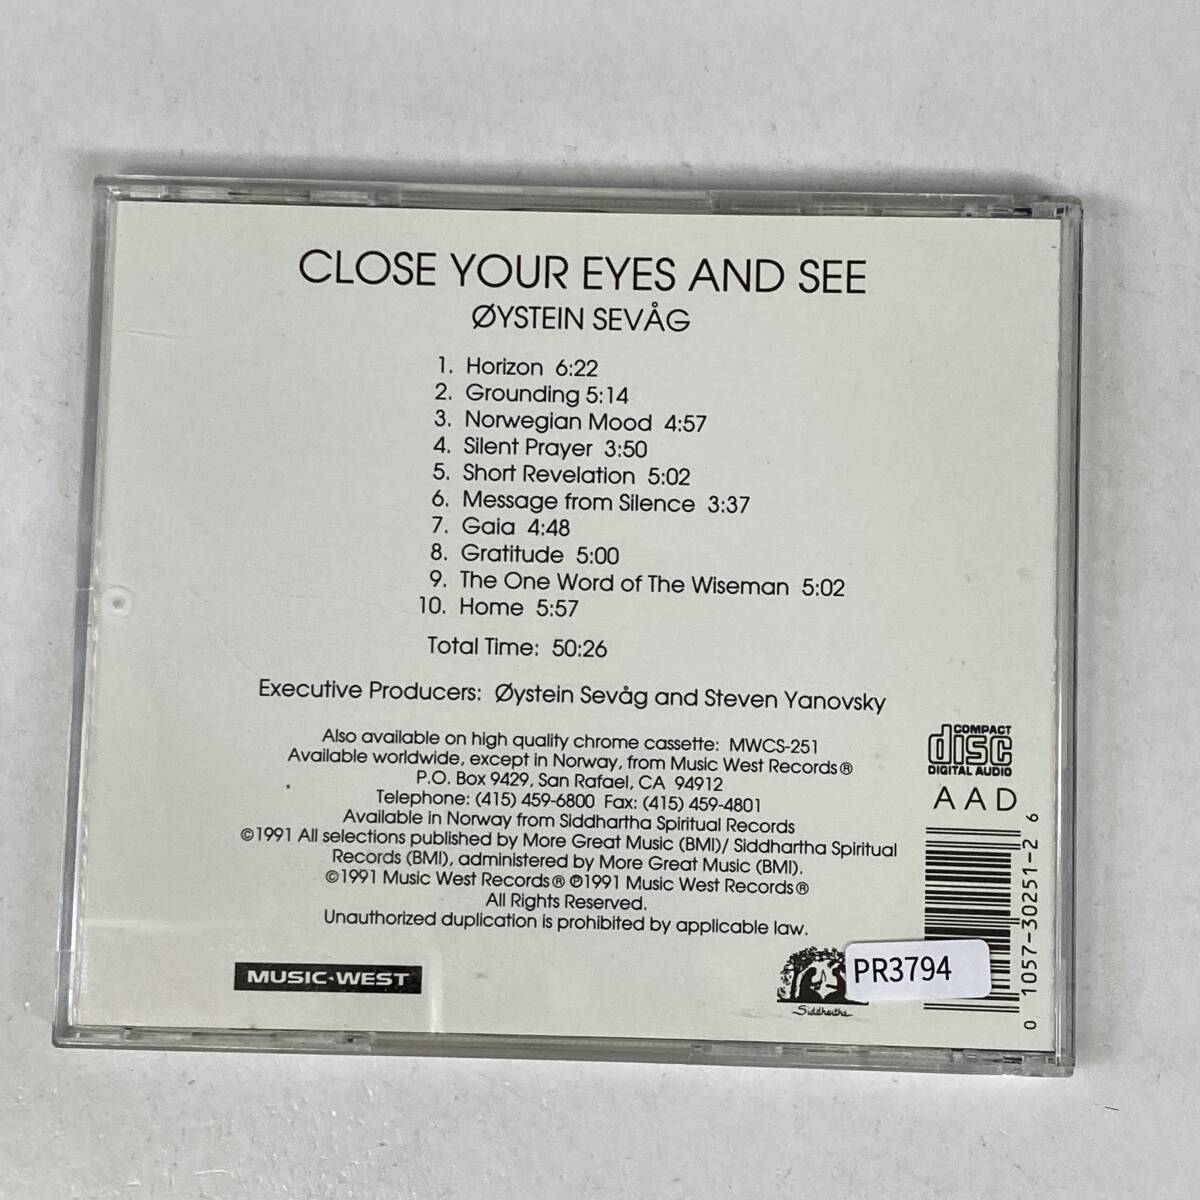 CLOSE YOUR EYES AND SEE
ØYSTEIN SEVÅG
1. Horizon 6:22
2. Grounding 5:14
3. Norwegian Mood 4:57
4. Silent Prayer 3:50
5. Short Revelation 5:02
6. Message from Silence 3:37
7. Gaia 4:48
8. Gratitude 5:00
9. The One Word of The Wiseman 5:02
10. Home 5:57
Total Time: 50:26
Executive Producers: Øystein Sevåg and Steven Yanovsky
Also available on high quality chrome cassette: MWCS-251
Available worldwide, except in Norway, from Music West Records®
P.O. Box 9429, San Rafael, CA 94912
Telephone: (415) 459-6800 Fax: (415) 459-4801
Available in Norway from Siddhartha Spiritual Records
©1991 All selections published by More Great Music (BMI)/ Siddhartha Spiritual
Records (BMI), administered by More Great Music (BMI).
©1991 Music West Records® ℗1991 Music West Records®
All Rights Reserved.
Unauthorized duplication is prohibited by applicable law.
COMPACT
disc
DIGITAL AUDIO
AAD
0 1057-30251-2 6
MUSIC·WEST
Siddhartha
PR3794